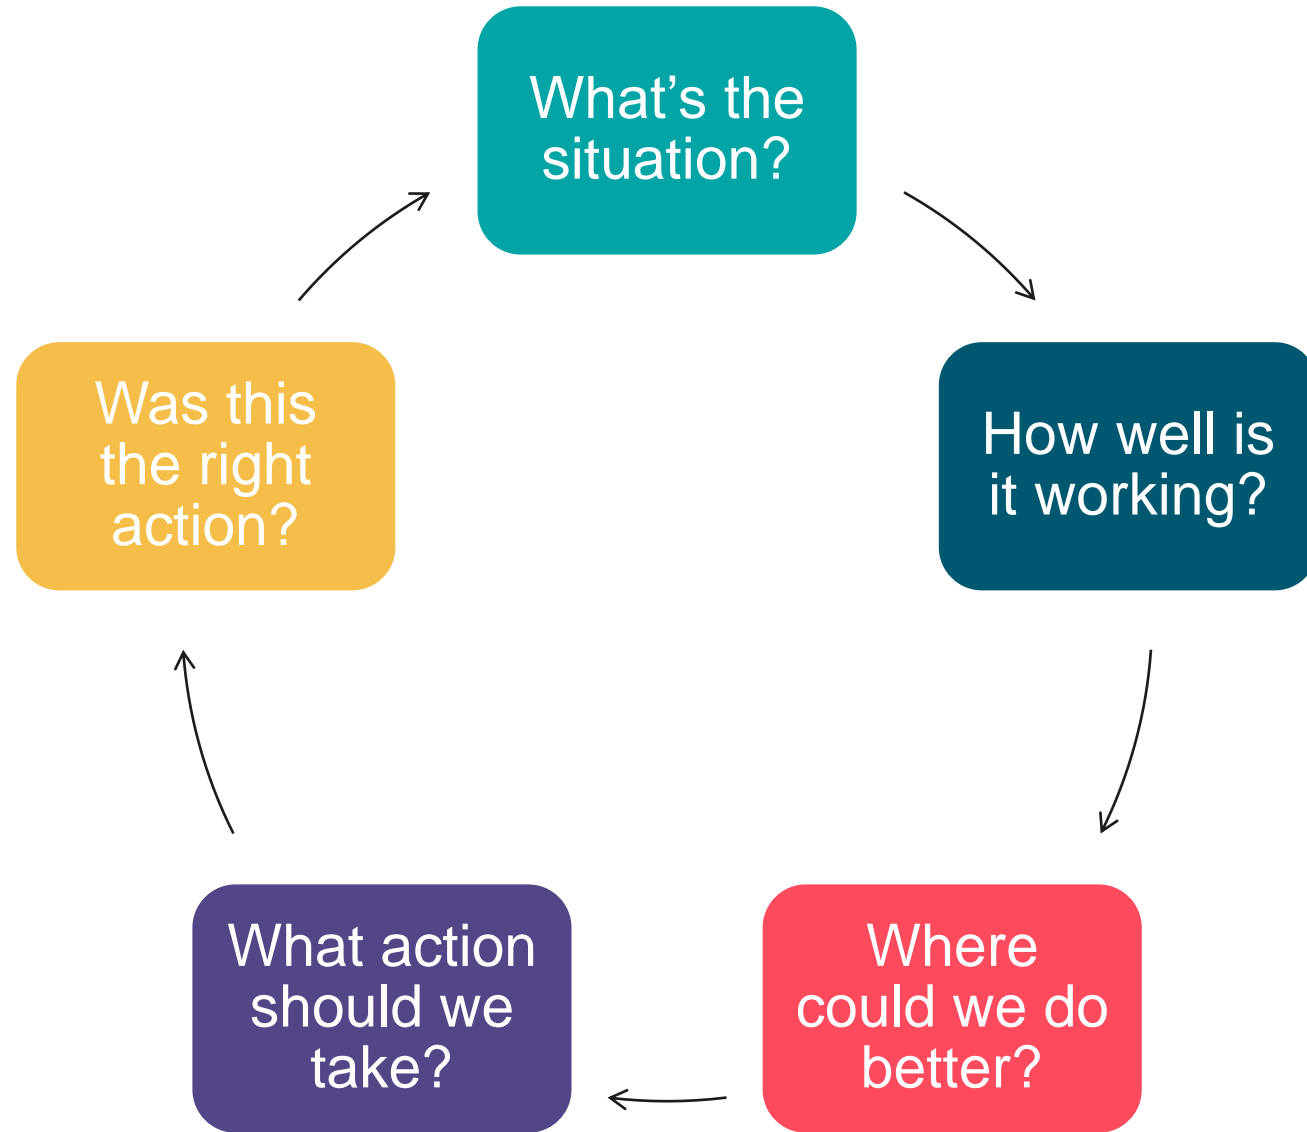 What’s the
situation?
How well is
it working?
Where
could we do
better?
What action
should we
take?
Was this
the right
action?